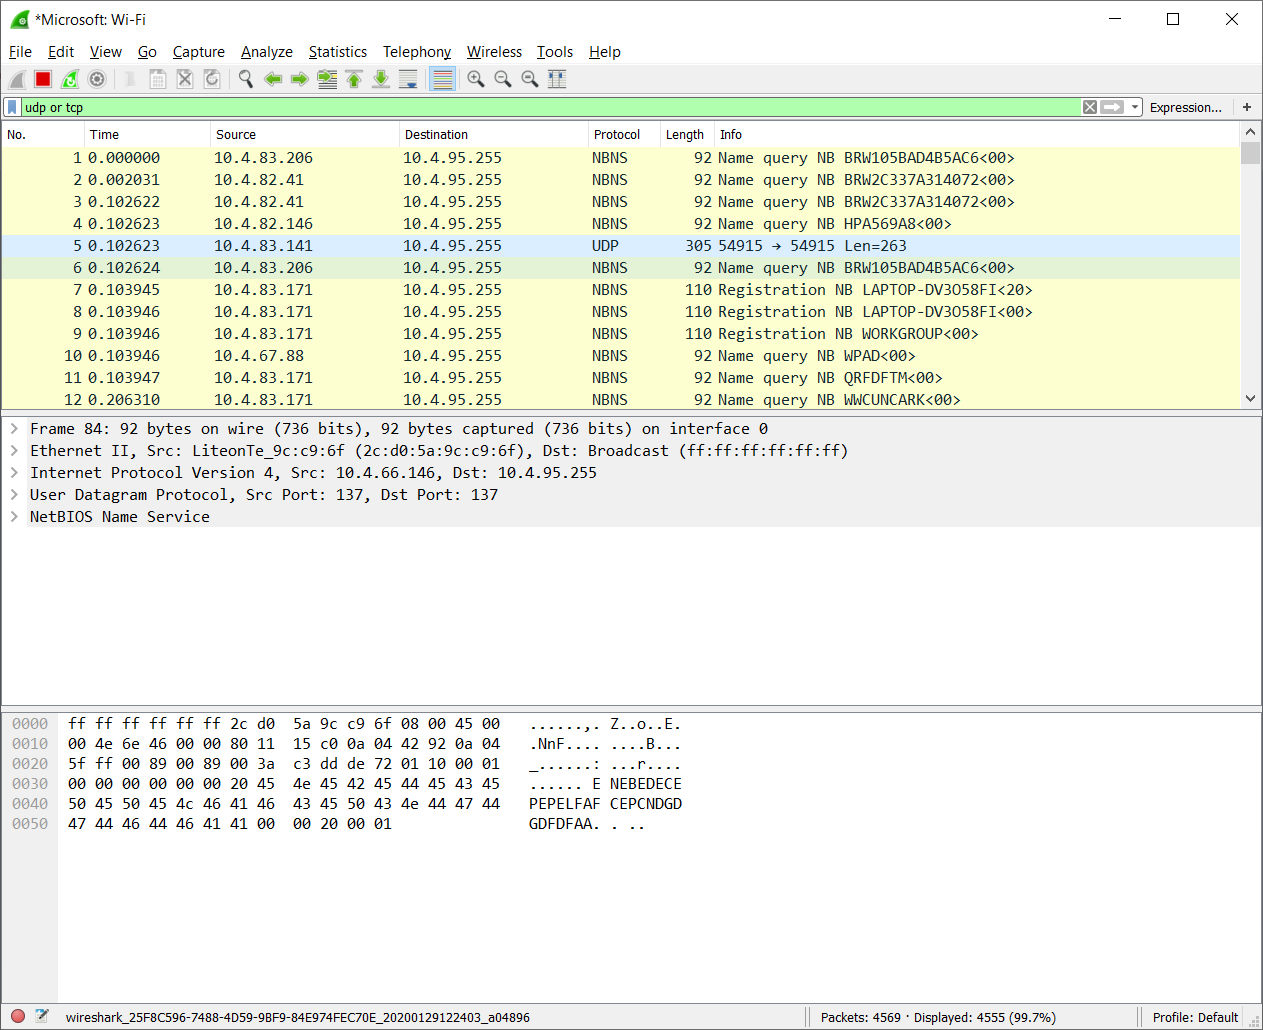 *Microsoft: Wi-Fi
File Edit View Go Capture Analyze Statistics Telephony Wireless Tools Help
udp or tcp Expression... +
No. Time Source Destination Protocol Length Info
1 0.000000 10.4.83.206 10.4.95.255 NBNS 92 Name query NB BRW105BAD4B5AC6<00>
2 0.002031 10.4.82.41 10.4.95.255 NBNS 92 Name query NB BRW2C337A314072<00>
3 0.102622 10.4.82.41 10.4.95.255 NBNS 92 Name query NB BRW2C337A314072<00>
4 0.102623 10.4.82.146 10.4.95.255 NBNS 92 Name query NB HPA569A8<00>
5 0.102623 10.4.83.141 10.4.95.255 UDP 305 54915 → 54915 Len=263
6 0.102624 10.4.83.206 10.4.95.255 NBNS 92 Name query NB BRW105BAD4B5AC6<00>
7 0.103945 10.4.83.171 10.4.95.255 NBNS 110 Registration NB LAPTOP-DV3O58FI<20>
8 0.103946 10.4.83.171 10.4.95.255 NBNS 110 Registration NB LAPTOP-DV3O58FI<00>
9 0.103946 10.4.83.171 10.4.95.255 NBNS 110 Registration NB WORKGROUP<00>
10 0.103946 10.4.67.88 10.4.95.255 NBNS 92 Name query NB WPAD<00>
11 0.103947 10.4.83.171 10.4.95.255 NBNS 92 Name query NB QRFDFTM<00>
12 0.206310 10.4.83.171 10.4.95.255 NBNS 92 Name query NB WWCUNCARK<00>
Frame 84: 92 bytes on wire (736 bits), 92 bytes captured (736 bits) on interface 0
Ethernet II, Src: LiteonTe_9c:c9:6f (2c:d0:5a:9c:c9:6f), Dst: Broadcast (ff:ff:ff:ff:ff:ff)
Internet Protocol Version 4, Src: 10.4.66.146, Dst: 10.4.95.255
User Datagram Protocol, Src Port: 137, Dst Port: 137
NetBIOS Name Service
0000 ff ff ff ff ff ff 2c d0 5a 9c c9 6f 08 00 45 00 ......,. Z..o..E.
0010 00 4e 6e 46 00 00 80 11 15 c0 0a 04 42 92 0a 04 .NnF.... ....B...
0020 5f ff 00 89 00 89 00 3a c3 dd de 72 01 10 00 01 _......: ...r....
0030 00 00 00 00 00 00 20 45 4e 45 42 45 44 45 43 45 ...... E NEBEDECE
0040 50 45 50 45 4c 46 41 46 43 45 50 43 4e 44 47 44 PEPELFAF CEPCNDGD
0050 47 44 46 44 46 41 41 00 00 20 00 01 GDFDFAA. . ..
wireshark_25F8C596-7488-4D59-9BF9-84E974FEC70E_20200129122403_a04896 Packets: 4569 · Displayed: 4555 (99.7%) Profile: Default